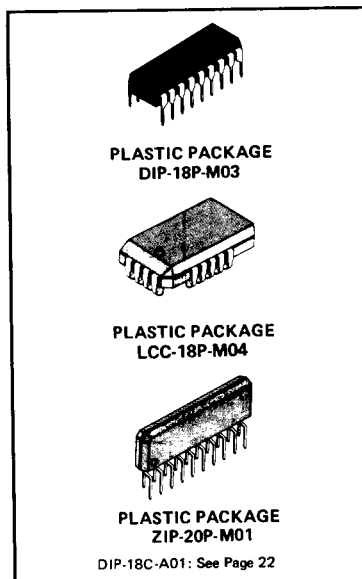 PLASTIC PACKAGE
DIP-18P-M03
PLASTIC PACKAGE
LCC-18P-M04
PLASTIC PACKAGE
ZIP-20P-M01
DIP-18C-A01: See Page 22